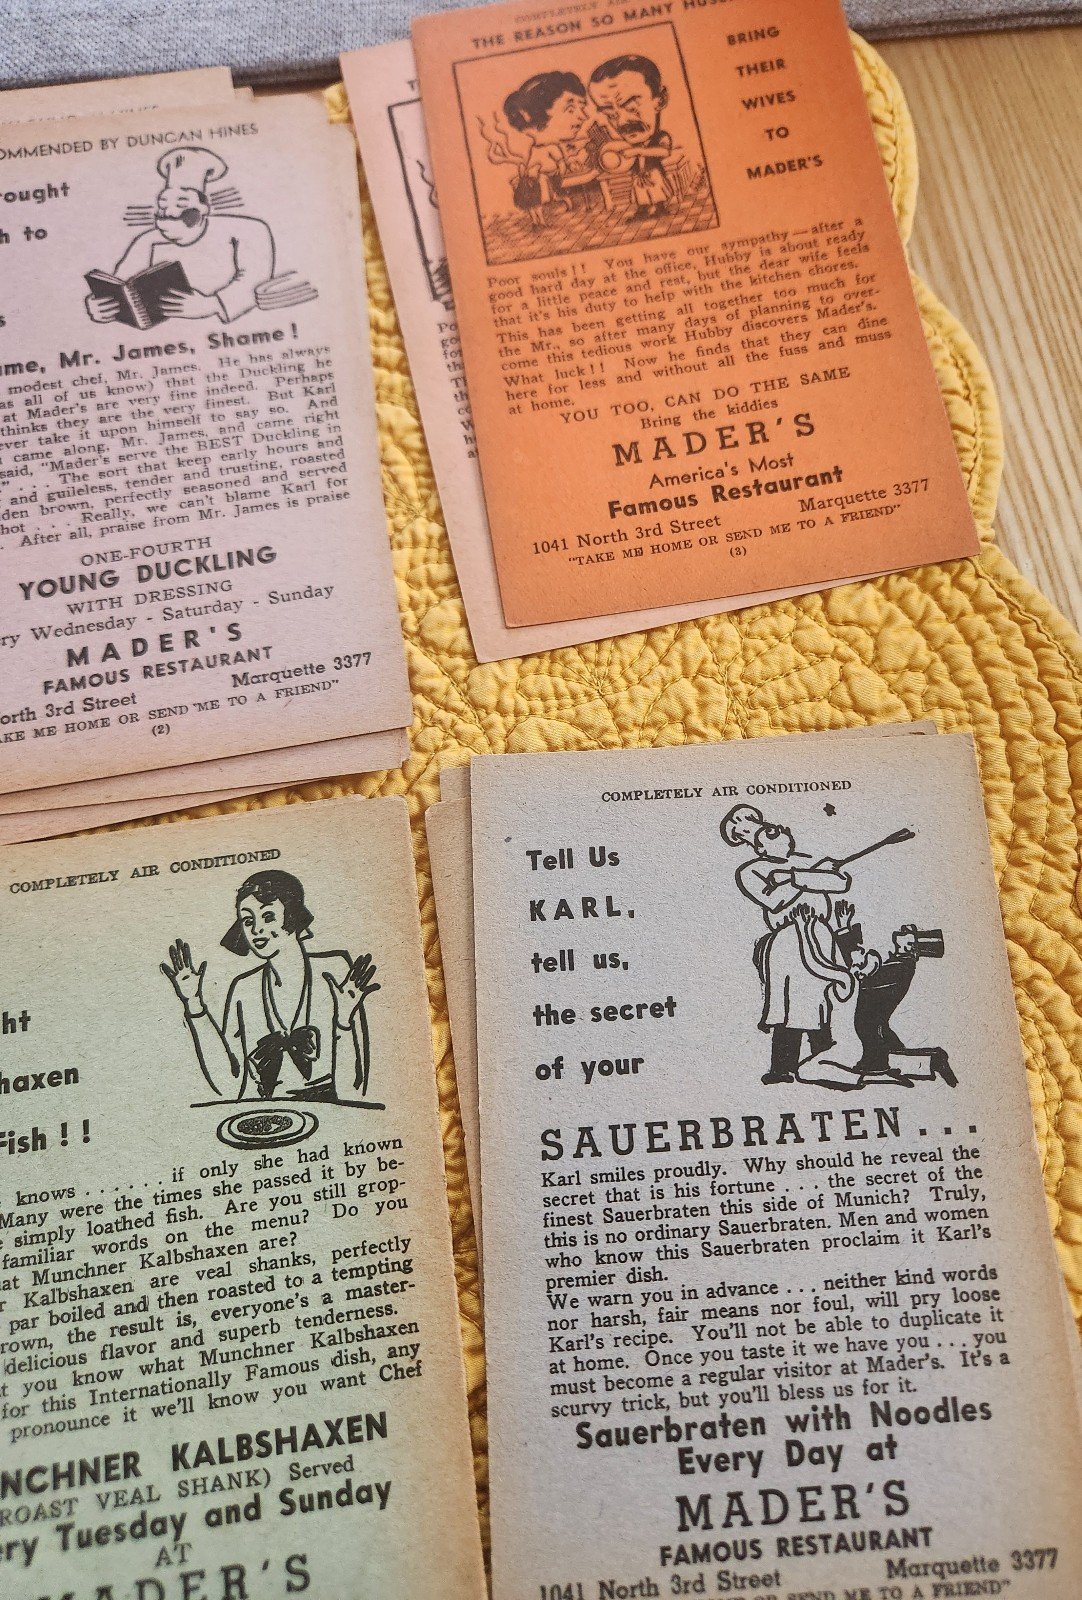 COMMENDED BY DUNCAN HINES
ought
h to
s
ame, Mr. James, Shame!
modest chef, Mr. James. He has always
as all of us know) that the Duckling he
at Mader's are very fine indeed. Perhaps
thinks they are the very finest. But Karl
ever take it upon himself to say so. And
came along, Mr. James, and came right
said, "Mader's serve the BEST Duckling in
" . . . The sort that keep early hours and
and guileless, tender and trusting, roasted
den brown, perfectly seasoned and served
hot . . . Really, we can't blame Karl for
. After all, praise from Mr. James is praise
ONE-FOURTH
YOUNG DUCKLING
WITH DRESSING
ry Wednesday - Saturday - Sunday
MADER'S
FAMOUS RESTAURANT
orth 3rd Street Marquette 3377
AKE ME HOME OR SEND ME TO A FRIEND"
(2)
COMPLETELY AIR
THE REASON SO MANY HUS
BRING
THEIR
WIVES
TO
MADER'S
Poor souls!! You have our sympathy—after a
good hard day at the office, Hubby is about ready
for a little peace and rest, but the dear wife feels
that it's his duty to help with the kitchen chores.
This has been getting all together too much for
the Mr., so after many days of planning to over-
come this tedious work Hubby discovers Mader's.
What luck!! Now he finds that they can dine
here for less and without all the fuss and muss
at home.
YOU TOO, CAN DO THE SAME
Bring the kiddies
MADER'S
America's Most
Famous Restaurant
1041 North 3rd Street Marquette 3377
"TAKE ME HOME OR SEND ME TO A FRIEND"
(3)
COMPLETELY AIR CONDITIONED
ht
haxen
Fish!!
knows . . . . . . . if only she had known
Many were the times she passed it by be-
e simply loathed fish. Are you still grop-
familiar words on the menu? Do you
at Munchner Kalbshaxen are?
r Kalbshaxen are veal shanks, perfectly
par boiled and then roasted to a tempting
rown, the result is, everyone's a master-
delicious flavor and superb tenderness.
t you know what Munchner Kalbshaxen
for this Internationally Famous dish, any
pronounce it we'll know you want Chef
NCHNER KALBSHAXEN
ROAST VEAL SHANK) Served
ry Tuesday and Sunday
AT
MADER'S
COMPLETELY AIR CONDITIONED
Tell Us
KARL,
tell us,
the secret
of your
SAUERBRATEN...
Karl smiles proudly. Why should he reveal the
secret that is his fortune . . . the secret of the
finest Sauerbraten this side of Munich? Truly,
this is no ordinary Sauerbraten. Men and women
who know this Sauerbraten proclaim it Karl's
premier dish.
We warn you in advance . . . neither kind words
nor harsh, fair means nor foul, will pry loose
Karl's recipe. You'll not be able to duplicate it
at home. Once you taste it we have you . . . you
must become a regular visitor at Mader's. It's a
scurvy trick, but you'll bless us for it.
Sauerbraten with Noodles
Every Day at
MADER'S
FAMOUS RESTAURANT
1041 North 3rd Street Marquette 3377
OR SEND ME TO A FRIEND"